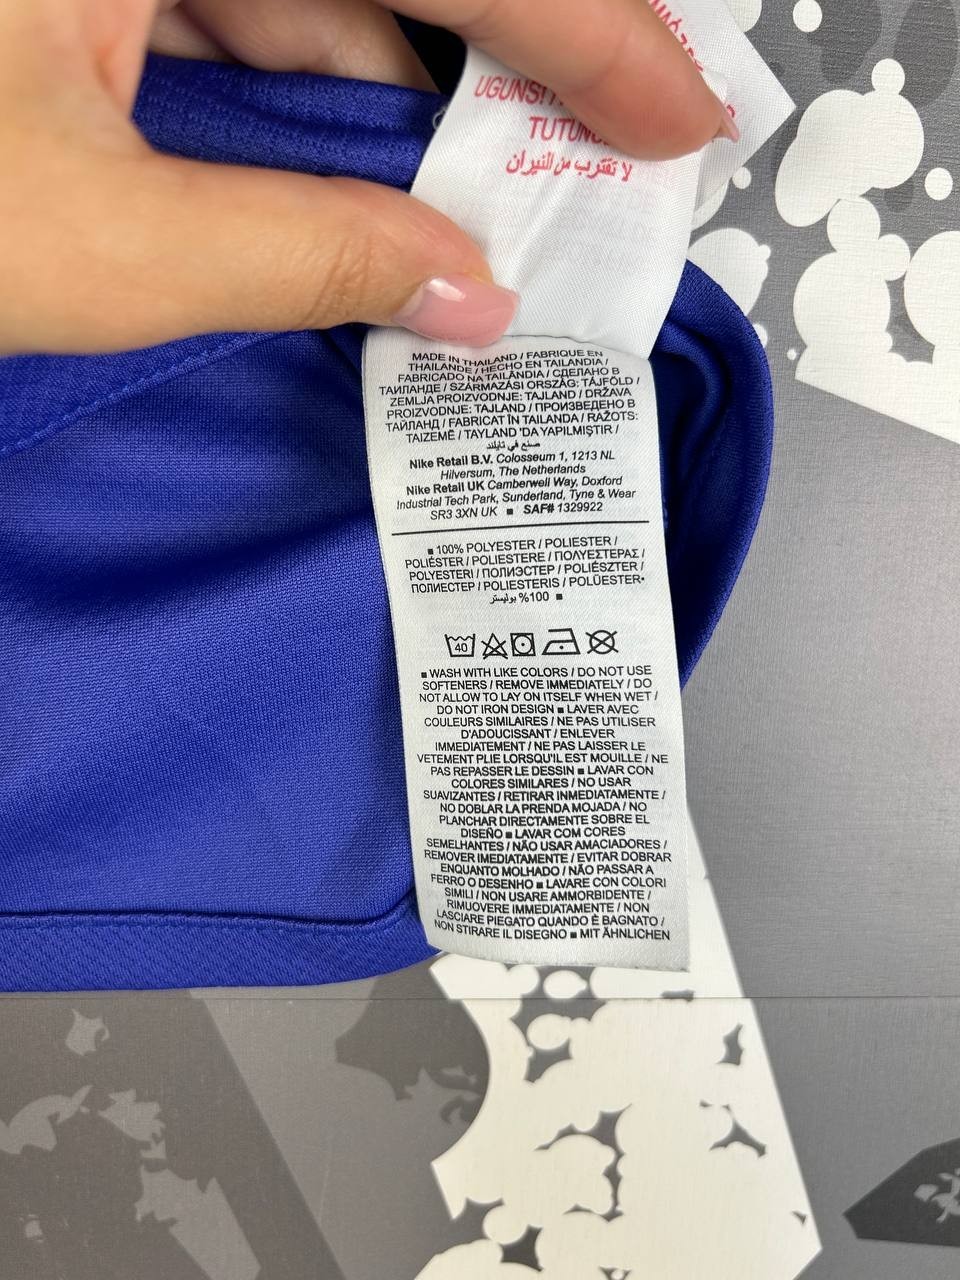 TUTUN
لا تقترب من النيران
MADE IN THAILAND / FABRIQUE EN
THAILANDE / HECHO EN TAILANDIA /
FABRICADO NA TAILÂNDIA / СДЕЛАНО В
ТАИЛАНДЕ / SZÁRMAZÁSI ORSZÁG: TÁJFÖLD /
ZEMLJA PROIZVODNJE: TAJLAND / DRŽAVA
PROIZVODNJE: TAJLAND / ПРОИЗВЕДЕНО В
ТАЙЛАНД / FABRICAT ÎN TAILANDA / RAŽOTS:
TAIZEMĒ / TAYLAND 'DA YAPILMIŞTIR /
صنع في تايلند
Nike Retail B.V. Colosseum 1, 1213 NL
Hilversum, The Netherlands
Nike Retail UK Camberwell Way, Doxford
Industrial Tech Park, Sunderland, Tyne & Wear
SR3 3XN UK ■ SAF# 1329922
■ 100% POLYESTER / POLIESTER /
POLIÉSTER / POLIESTERE / ΠΟΛΥΕΣΤΕΡΑΣ /
POLYESTERI / ПОЛИЭСТЕР / POLIÉSZTER /
ПОЛИЕСТЕР / POLIESTERIS / POLÜESTER•
%100 بوليستر ■
40
■ WASH WITH LIKE COLORS / DO NOT USE
SOFTENERS / REMOVE IMMEDIATELY / DO
NOT ALLOW TO LAY ON ITSELF WHEN WET /
DO NOT IRON DESIGN ■ LAVER AVEC
COULEURS SIMILAIRES / NE PAS UTILISER
D'ADOUCISSANT / ENLEVER
IMMEDIATEMENT / NE PAS LAISSER LE
VETEMENT PLIE LORSQU'IL EST MOUILLE / NE
PAS REPASSER LE DESSIN ■ LAVAR CON
COLORES SIMILARES / NO USAR
SUAVIZANTES / RETIRAR INMEDIATAMENTE /
NO DOBLAR LA PRENDA MOJADA / NO
PLANCHAR DIRECTAMENTE SOBRE EL
DISEÑO ■ LAVAR COM CORES
SEMELHANTES / NÃO USAR AMACIADORES /
REMOVER IMEDIATAMENTE / EVITAR DOBRAR
ENQUANTO MOLHADO / NÃO PASSAR A
FERRO O DESENHO ■ LAVARE CON COLORI
SIMILI / NON USARE AMMORBIDENTE /
RIMUOVERE IMMEDIATAMENTE / NON
LASCIARE PIEGATO QUANDO È BAGNATO /
NON STIRARE IL DISEGNO ■ MIT ÄHNLICHEN